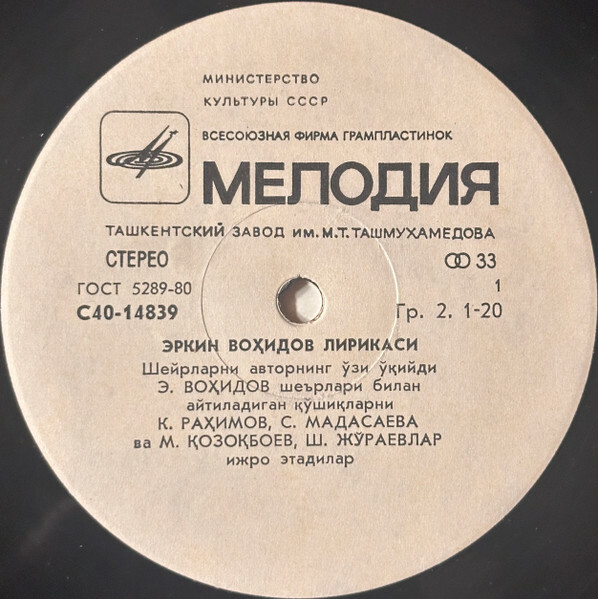 МИНИСТЕРСТВО
КУЛЬТУРЫ СССР
ВСЕСОЮЗНАЯ ФИРМА ГРАМПЛАСТИНОК
МЕЛОДИЯ
ТАШКЕНТСКИЙ ЗАВОД им. М.Т. ТАШМУХАМЕДОВА
СТЕРЕО 33
ГОСТ 5289-80 1
С40-14839 Гр. 2. 1-20
ЭРКИН ВОҲИДОВ ЛИРИКАСИ
Шейрларни авторнинг ўзи ўқийди
Э. ВОҲИДОВ шеърлари билан
айтиладиган қўшиқларни
К. РАҲИМОВ, С. МАДАСАЕВА
ва М. ҚОЗОҚБОЕВ, Ш. ЖЎРАЕВЛАР
ижро этадилар